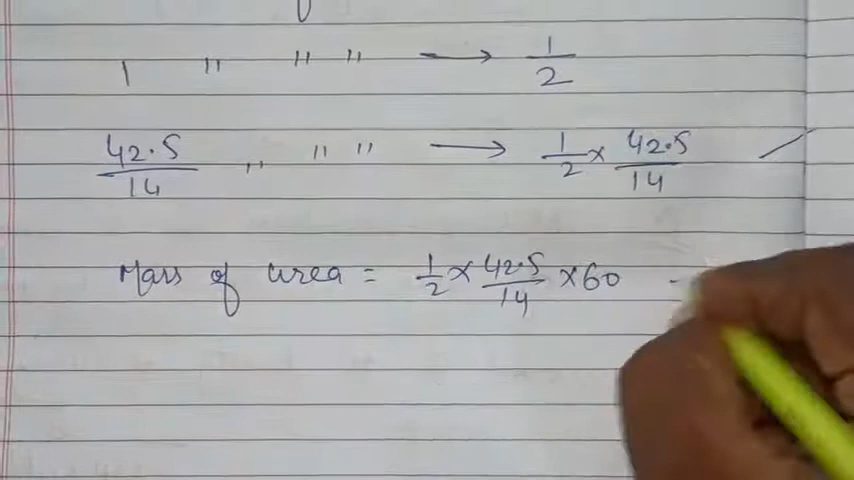 1 " " " → 1/2
42.5/14 " " " → 1/2 × 42.5/14
Mass of urea = 1/2 × 42.5/14 × 60